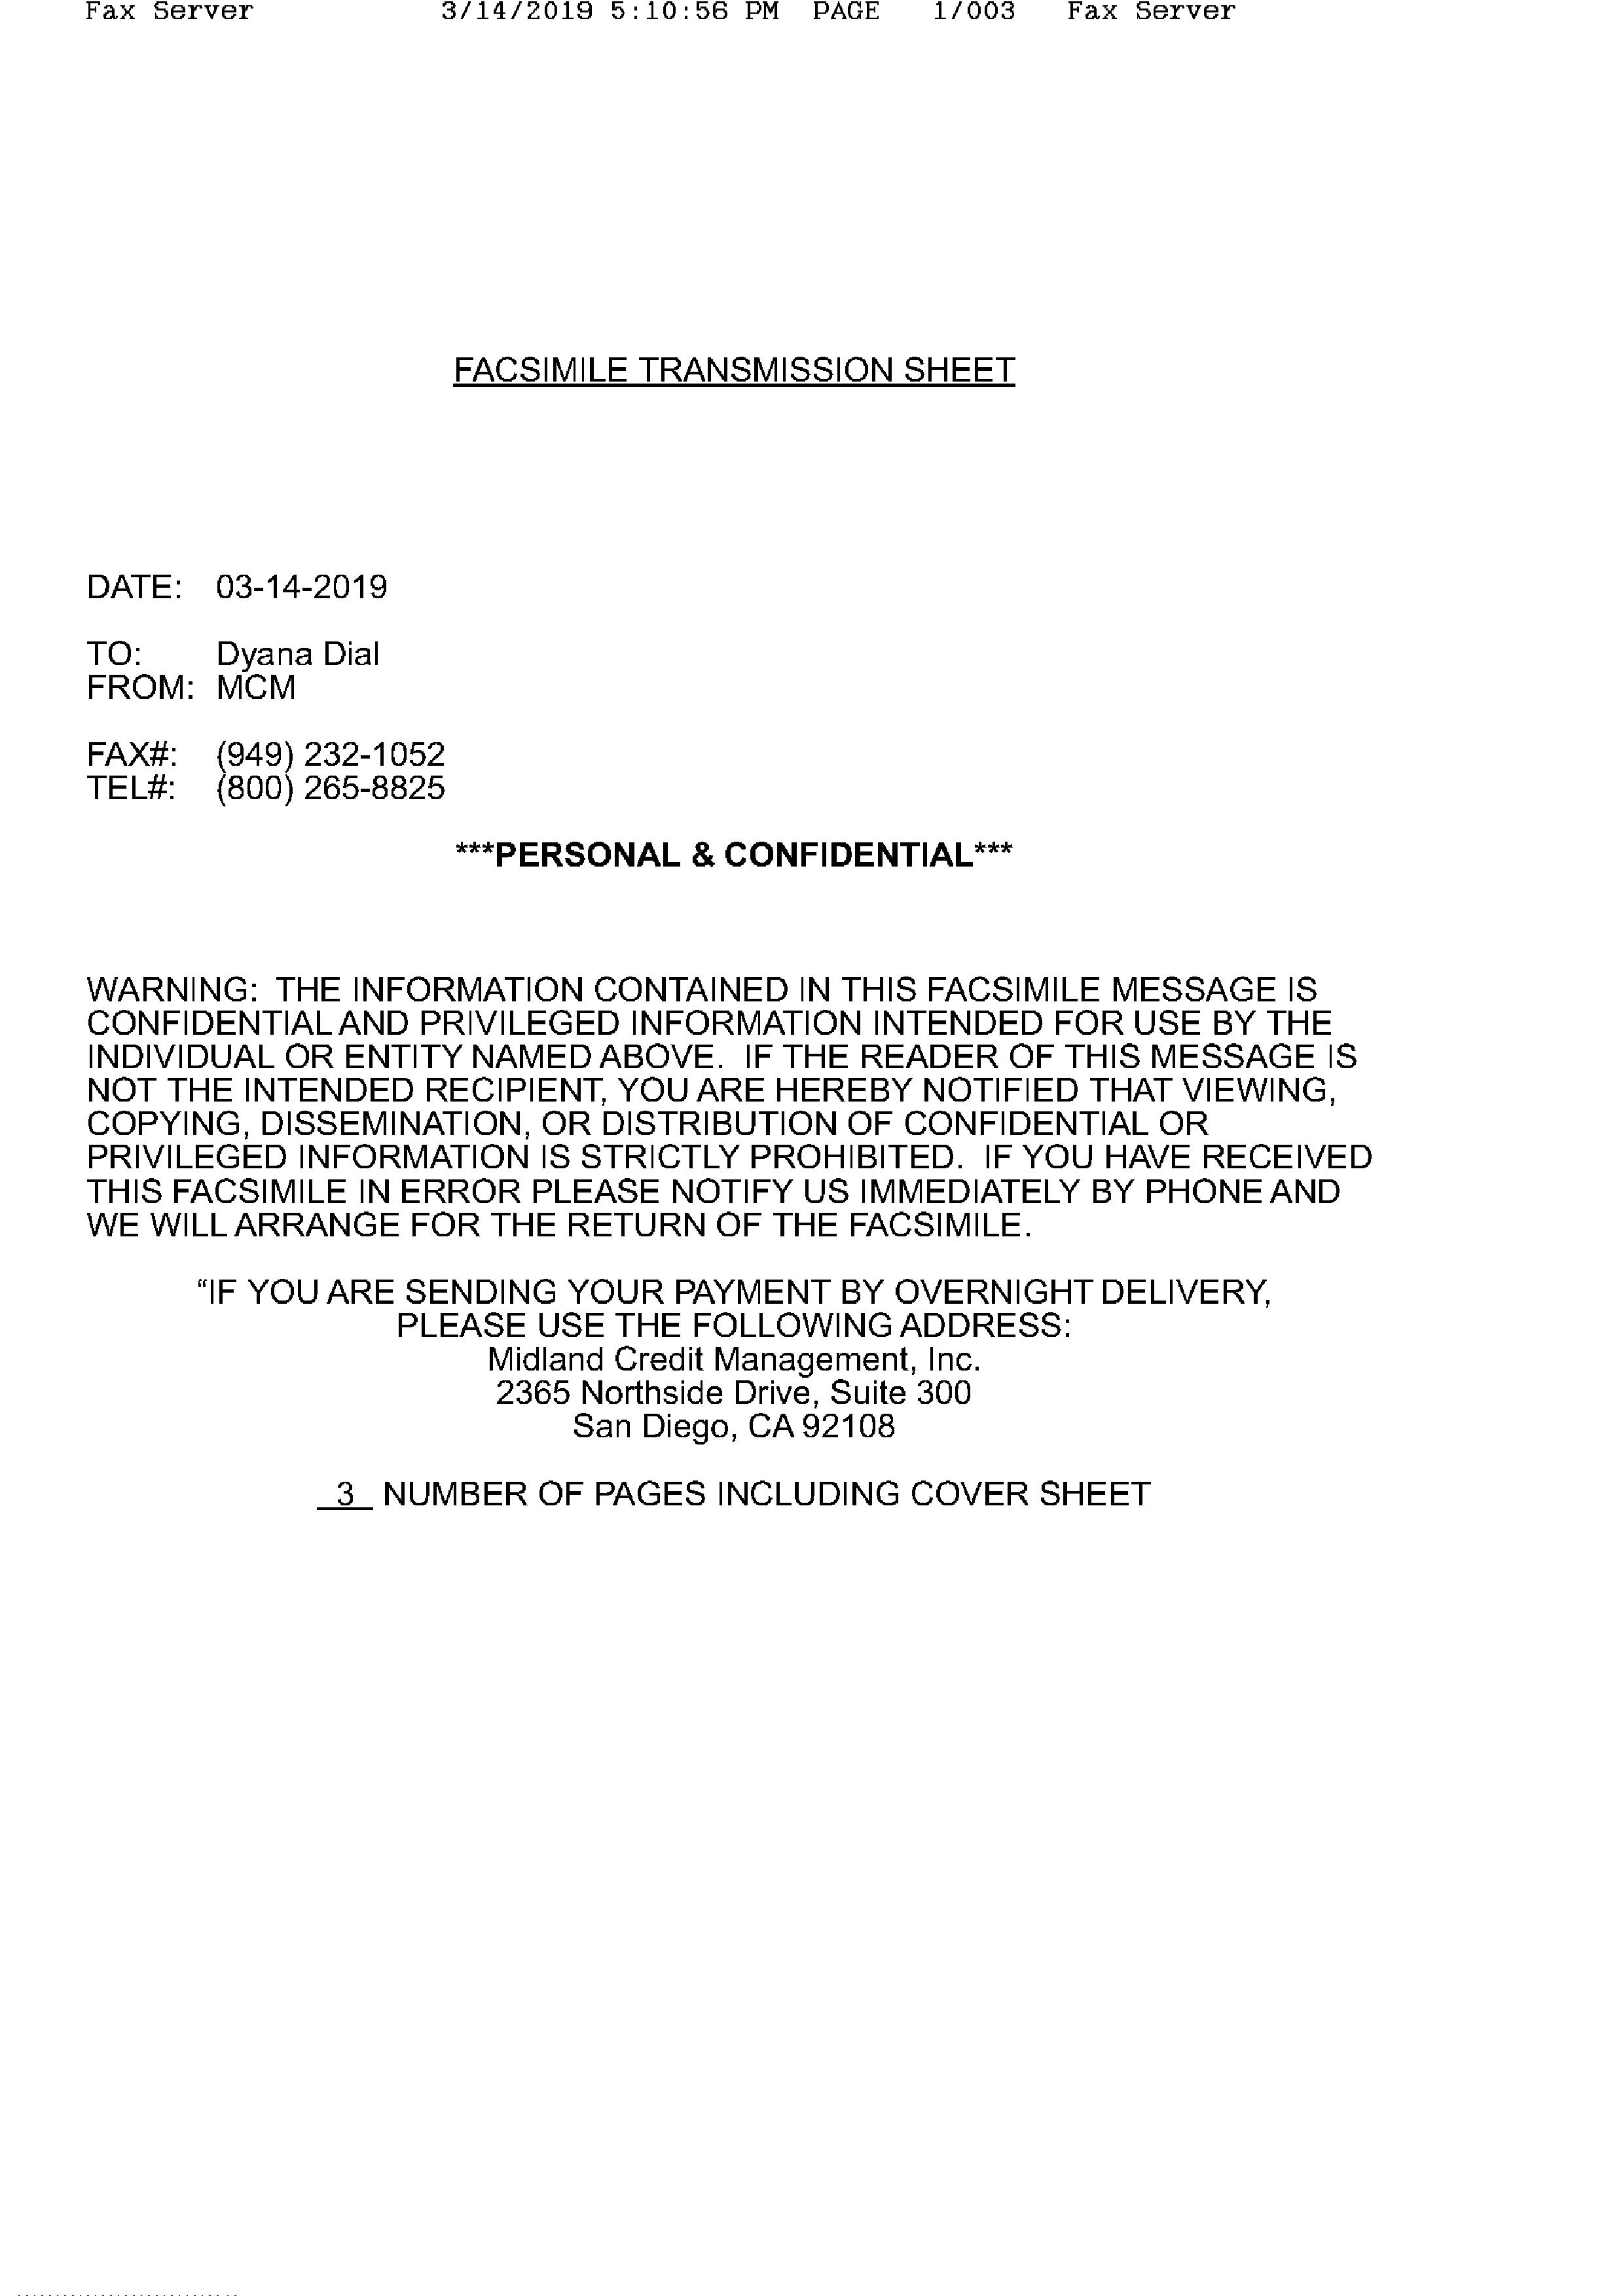 Fax Server 3/14/2019 5:10:56 PM PAGE 1/003 Fax Server
FACSIMILE TRANSMISSION SHEET
DATE: 03-14-2019
TO: Dyana Dial
FROM: MCM
FAX#: (949) 232-1052
TEL#: (800) 265-8825
***PERSONAL & CONFIDENTIAL***
WARNING: THE INFORMATION CONTAINED IN THIS FACSIMILE MESSAGE IS
CONFIDENTIAL AND PRIVILEGED INFORMATION INTENDED FOR USE BY THE
INDIVIDUAL OR ENTITY NAMED ABOVE. IF THE READER OF THIS MESSAGE IS
NOT THE INTENDED RECIPIENT, YOU ARE HEREBY NOTIFIED THAT VIEWING,
COPYING, DISSEMINATION, OR DISTRIBUTION OF CONFIDENTIAL OR
PRIVILEGED INFORMATION IS STRICTLY PROHIBITED. IF YOU HAVE RECEIVED
THIS FACSIMILE IN ERROR PLEASE NOTIFY US IMMEDIATELY BY PHONE AND
WE WILL ARRANGE FOR THE RETURN OF THE FACSIMILE.
“IF YOU ARE SENDING YOUR PAYMENT BY OVERNIGHT DELIVERY,
PLEASE USE THE FOLLOWING ADDRESS:
Midland Credit Management, Inc.
2365 Northside Drive, Suite 300
San Diego, CA 92108
3 NUMBER OF PAGES INCLUDING COVER SHEET